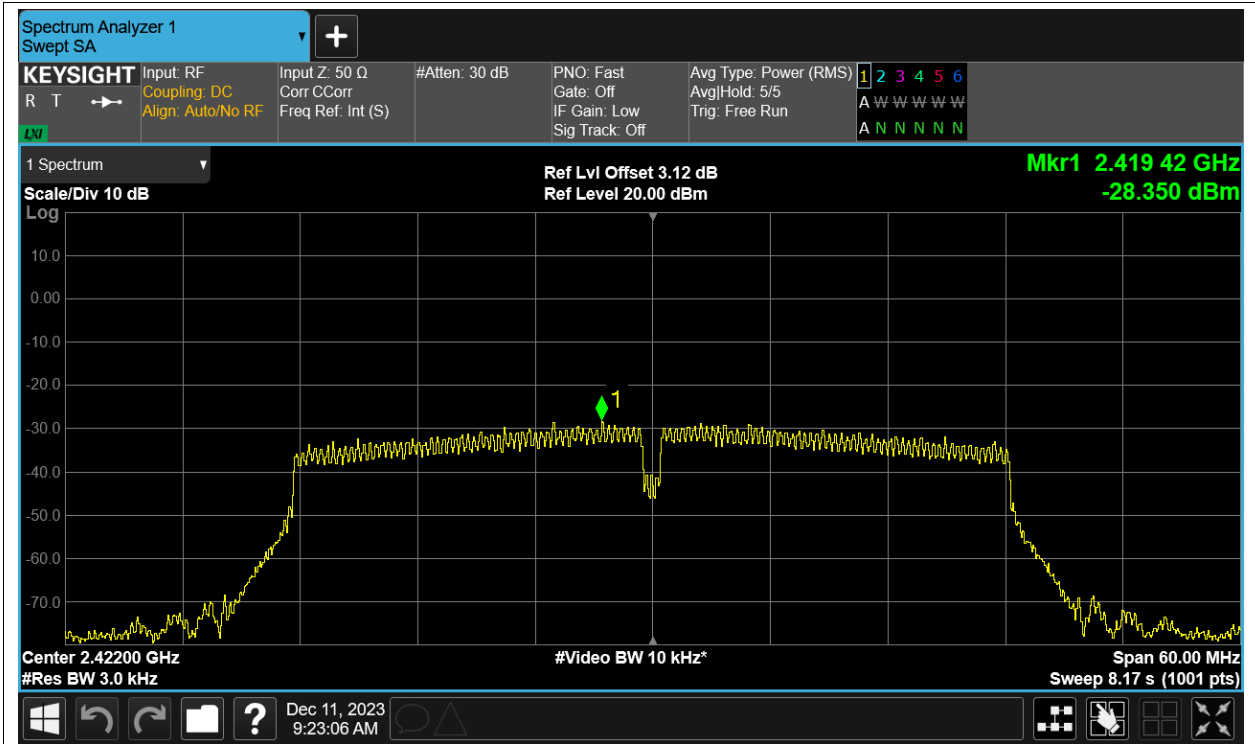 Spectrum Analyzer 1
Swept SA
+
KEYSIGHT
R T
LXI
Input: RF
Coupling: DC
Align: Auto/No RF
Input Z: 50 Ω
Corr CCorr
Freq Ref: Int (S)
#Atten: 30 dB
PNO: Fast
Gate: Off
IF Gain: Low
Sig Track: Off
Avg Type: Power (RMS)
Avg|Hold: 5/5
Trig: Free Run
1 2 3 4 5 6
A W W W W W
A N N N N N
1 Spectrum
Scale/Div 10 dB
Log
Ref Lvl Offset 3.12 dB
Ref Level 20.00 dBm
Mkr1 2.419 42 GHz
-28.350 dBm
10.0
0.00
-10.0
-20.0
-30.0
-40.0
-50.0
-60.0
-70.0
1
Center 2.42200 GHz
#Res BW 3.0 kHz
#Video BW 10 kHz*
Span 60.00 MHz
Sweep 8.17 s (1001 pts)
?
Dec 11, 2023
9:23:06 AM